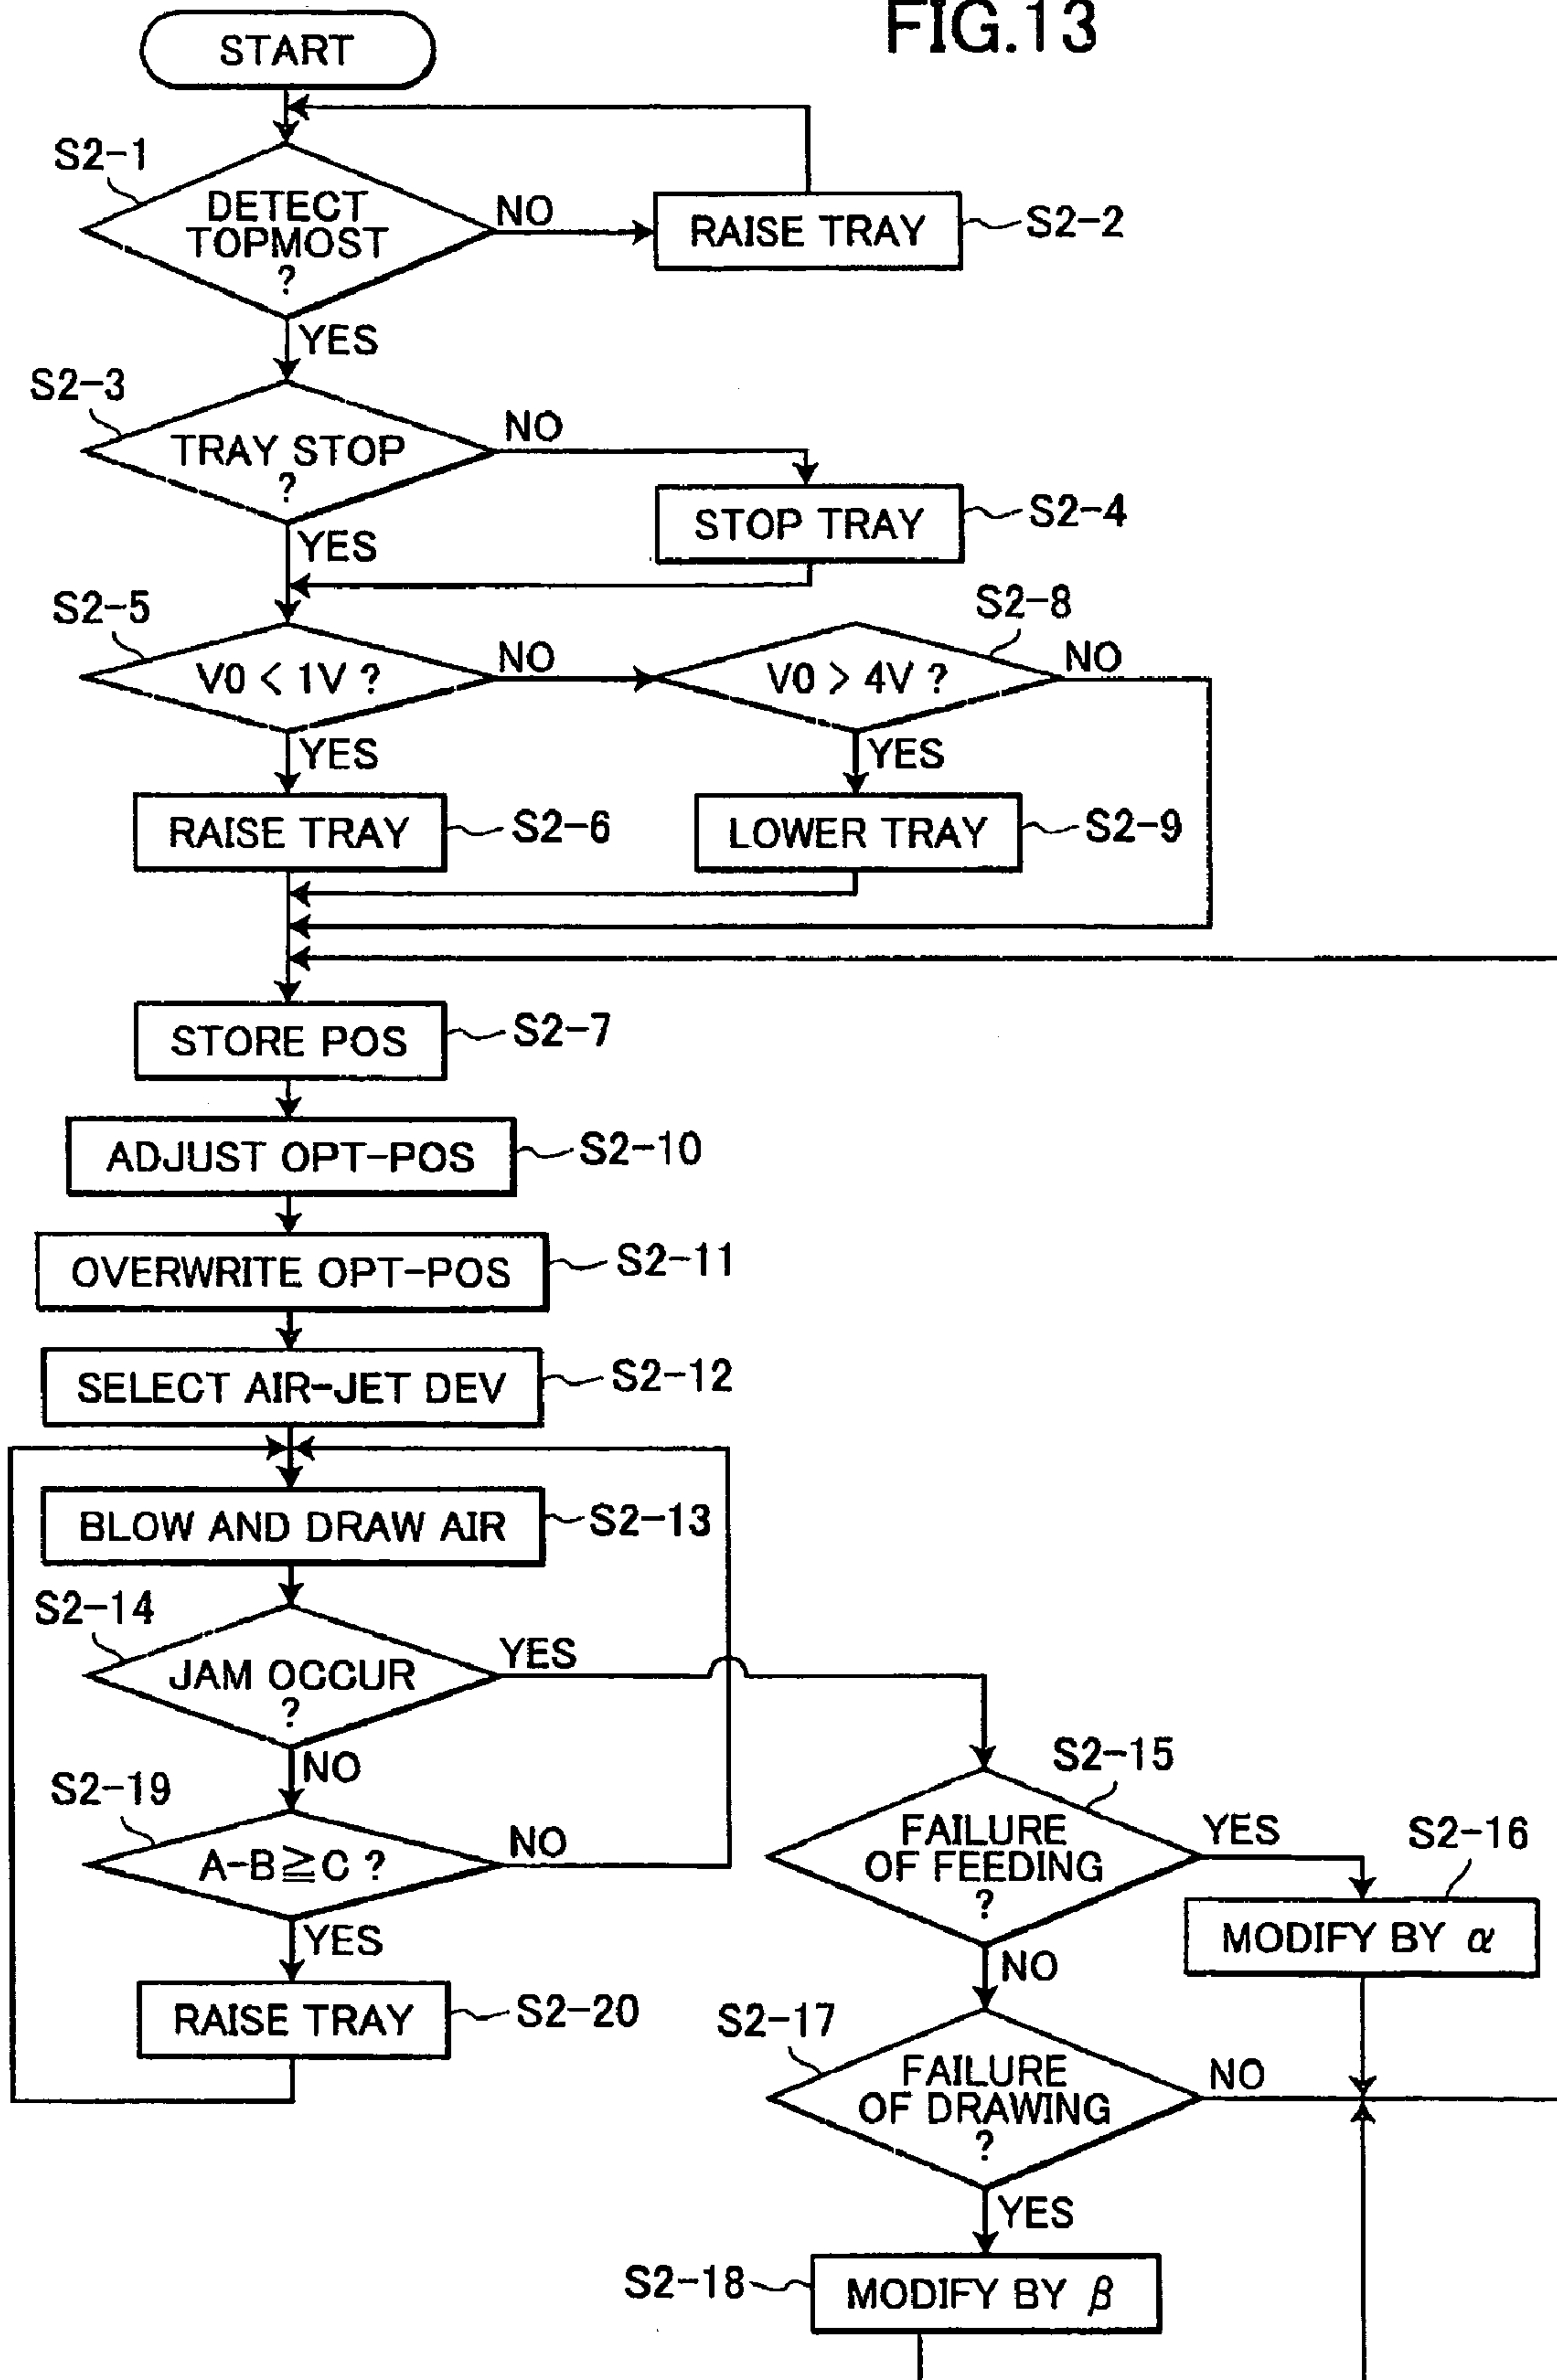 FIG.13
START
S2-1
DETECT
TOPMOST
?
NO
RAISE TRAY
S2-2
YES
S2-3
TRAY STOP
?
NO
STOP TRAY
S2-4
YES
S2-5
V0 < 1V ?
NO
S2-8
V0 > 4V ?
NO
YES
YES
RAISE TRAY
S2-6
LOWER TRAY
S2-9
STORE POS
S2-7
ADJUST OPT-POS
S2-10
OVERWRITE OPT-POS
S2-11
SELECT AIR-JET DEV
S2-12
BLOW AND DRAW AIR
S2-13
S2-14
JAM OCCUR
?
YES
NO
S2-15
FAILURE
OF FEEDING
?
YES
S2-16
MODIFY BY α
NO
S2-19
A-B≧C ?
NO
YES
RAISE TRAY
S2-20
S2-17
FAILURE
OF DRAWING
?
NO
YES
S2-18
MODIFY BY β